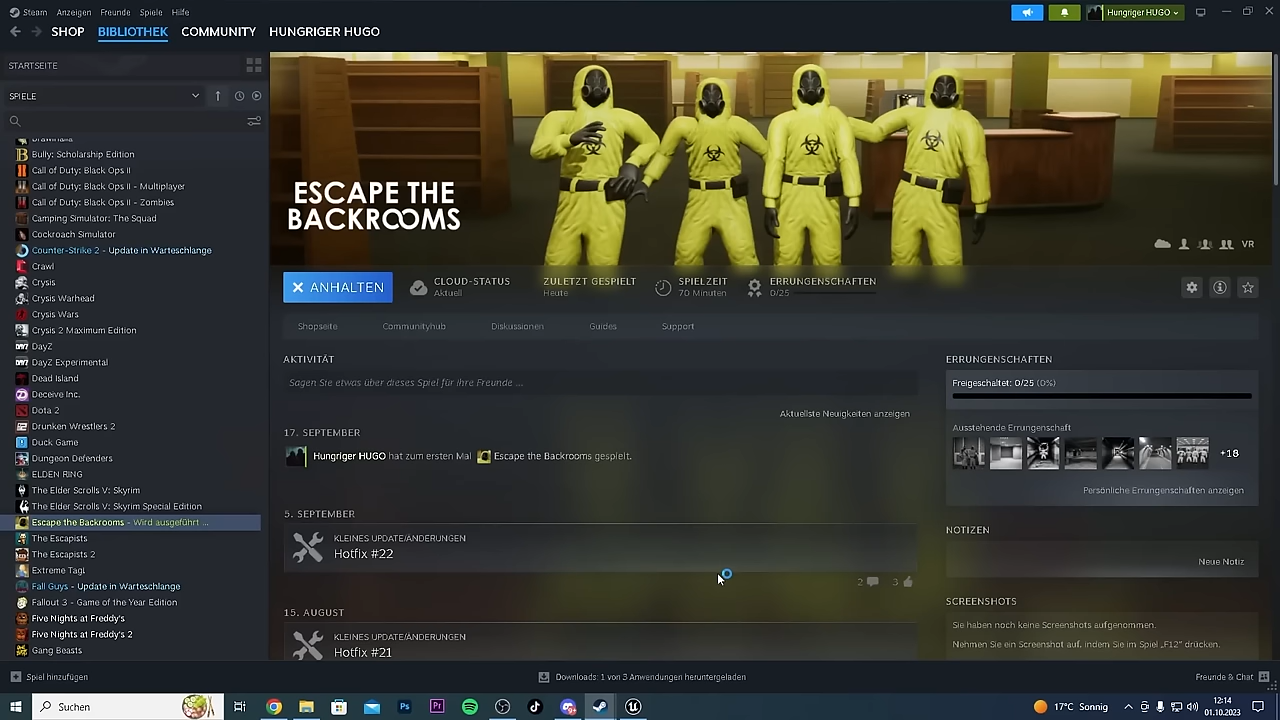 Steam Anzeigen Freunde Spiele Hilfe
Hungriger HUGO
SHOP BIBLIOTHEK COMMUNITY HUNGRIGER HUGO
STARTSEITE
SPIELE
Brawlhalla
Bully: Scholarship Edition
Call of Duty: Black Ops II
Call of Duty: Black Ops II - Multiplayer
Call of Duty: Black Ops II - Zombies
Camping Simulator: The Squad
Cockroach Simulator
Counter-Strike 2 - Update in Warteschlange
Crawl
Crysis
Crysis Warhead
Crysis Wars
Crysis 2 Maximum Edition
DayZ
DayZ Experimental
Dead Island
Deceive Inc.
Dota 2
Drunken Wrestlers 2
Duck Game
Dungeon Defenders
ELDEN RING
The Elder Scrolls V: Skyrim
The Elder Scrolls V: Skyrim Special Edition
Escape the Backrooms - Wird ausgeführt ...
The Escapists
The Escapists 2
Extreme Tag!
Fall Guys - Update in Warteschlange
Fallout 3 - Game of the Year Edition
Five Nights at Freddy's
Five Nights at Freddy's 2
Gang Beasts
ESCAPE THE
BACKROOMS
VR
ANHALTEN
CLOUD-STATUS
Aktuell
ZULETZT GESPIELT
Heute
SPIELZEIT
70 Minuten
ERRUNGENSCHAFTEN
0/25
Shopseite Communityhub Diskussionen Guides Support
AKTIVITÄT
Sagen Sie etwas über dieses Spiel für Ihre Freunde ...
Aktuellste Neuigkeiten anzeigen
17. SEPTEMBER
Hungriger HUGO hat zum ersten Mal Escape the Backrooms gespielt.
5. SEPTEMBER
KLEINES UPDATE/ÄNDERUNGEN
Hotfix #22
2 3
15. AUGUST
KLEINES UPDATE/ÄNDERUNGEN
Hotfix #21
ERRUNGENSCHAFTEN
Freigeschaltet: 0/25 (0%)
Ausstehende Errungenschaft
+18
Persönliche Errungenschaften anzeigen
NOTIZEN
Neue Notiz
SCREENSHOTS
Sie haben noch keine Screenshots aufgenommen.
Nehmen Sie ein Screenshot auf, indem Sie im Spiel „F12" drücken.
Spiel hinzufügen
Downloads: 1 von 3 Anwendungen heruntergeladen
Freunde & Chat
Suchen
Ps
Pr
17°C Sonnig
12:14
01.10.2023